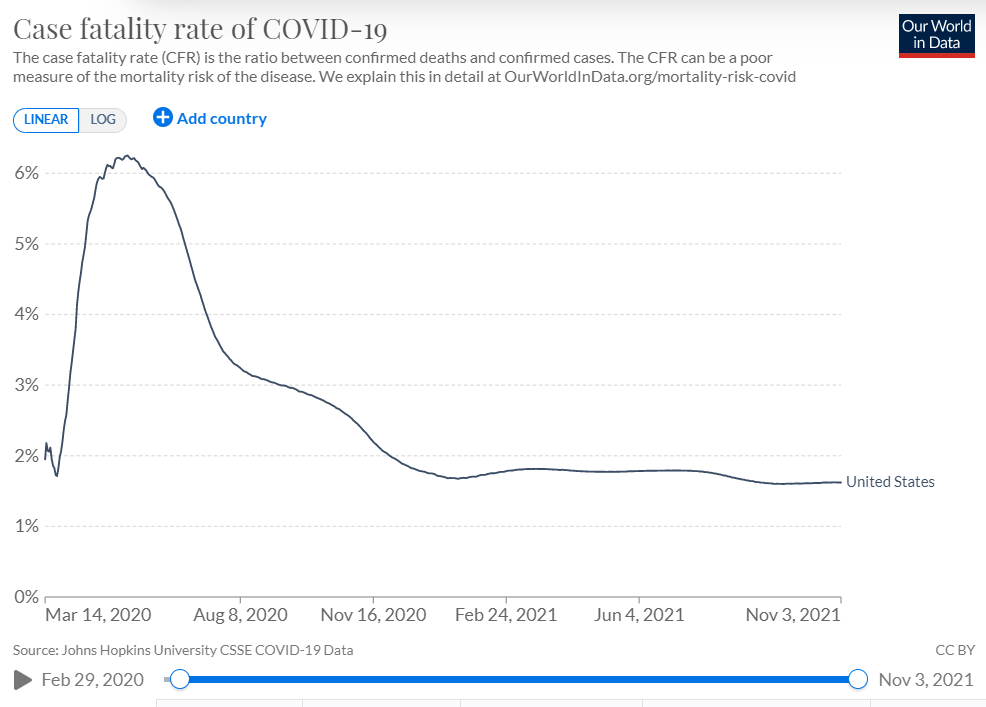 Case fatality rate of COVID-19
Our World
in Data
The case fatality rate (CFR) is the ratio between confirmed deaths and confirmed cases. The CFR can be a poor
measure of the mortality risk of the disease. We explain this in detail at OurWorldInData.org/mortality-risk-covid
LINEAR LOG Add country
6%
5%
4%
3%
2%
United States
1%
0%
Mar 14, 2020 Aug 8, 2020 Nov 16, 2020 Feb 24, 2021 Jun 4, 2021 Nov 3, 2021
Source: Johns Hopkins University CSSE COVID-19 Data CC BY
Feb 29, 2020 Nov 3, 2021